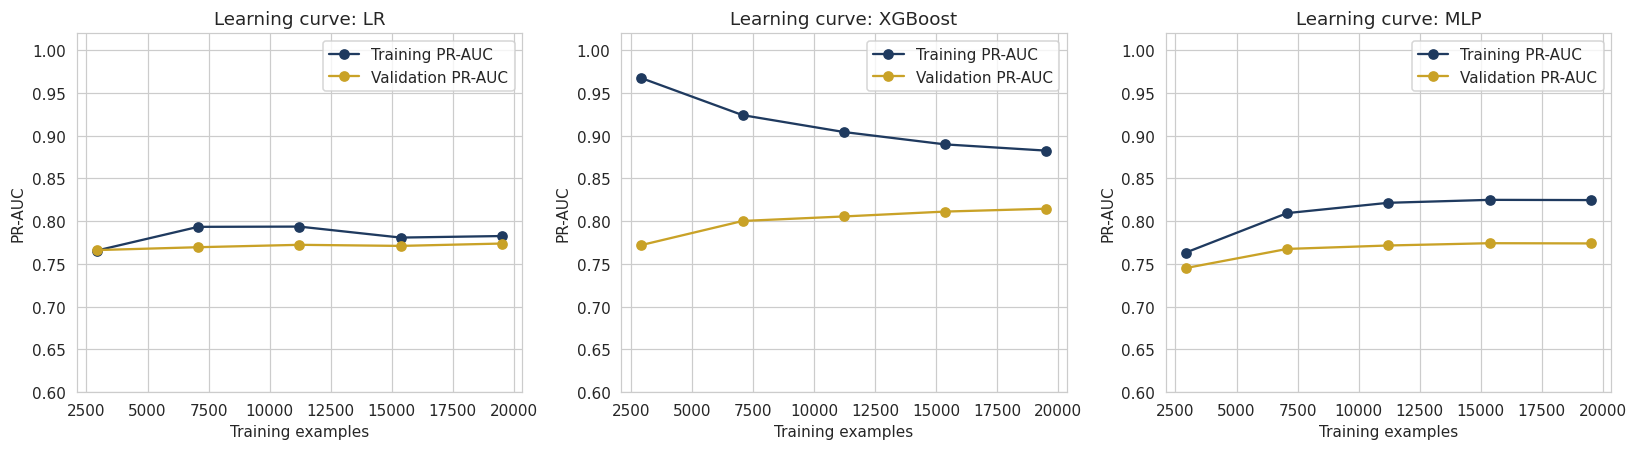 Learning curve: LR
1.00
0.95
0.90
0.85
0.80
0.75
0.70
0.65
0.60
PR-AUC
Training PR-AUC
Validation PR-AUC
2500 5000 7500 10000 12500 15000 17500 20000
Training examples
Learning curve: XGBoost
1.00
0.95
0.90
0.85
0.80
0.75
0.70
0.65
0.60
PR-AUC
Training PR-AUC
Validation PR-AUC
2500 5000 7500 10000 12500 15000 17500 20000
Training examples
Learning curve: MLP
1.00
0.95
0.90
0.85
0.80
0.75
0.70
0.65
0.60
PR-AUC
Training PR-AUC
Validation PR-AUC
2500 5000 7500 10000 12500 15000 17500 20000
Training examples